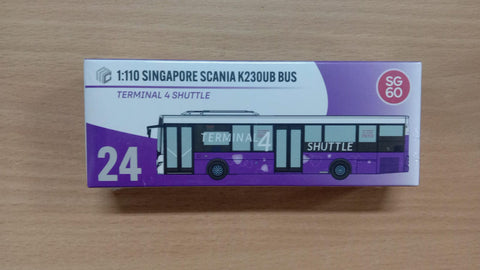 1:110 SINGAPORE SCANIA K230UB BUS
TERMINAL 4 SHUTTLE
SG
60
24
TERMINAL
4
SHUTTLE